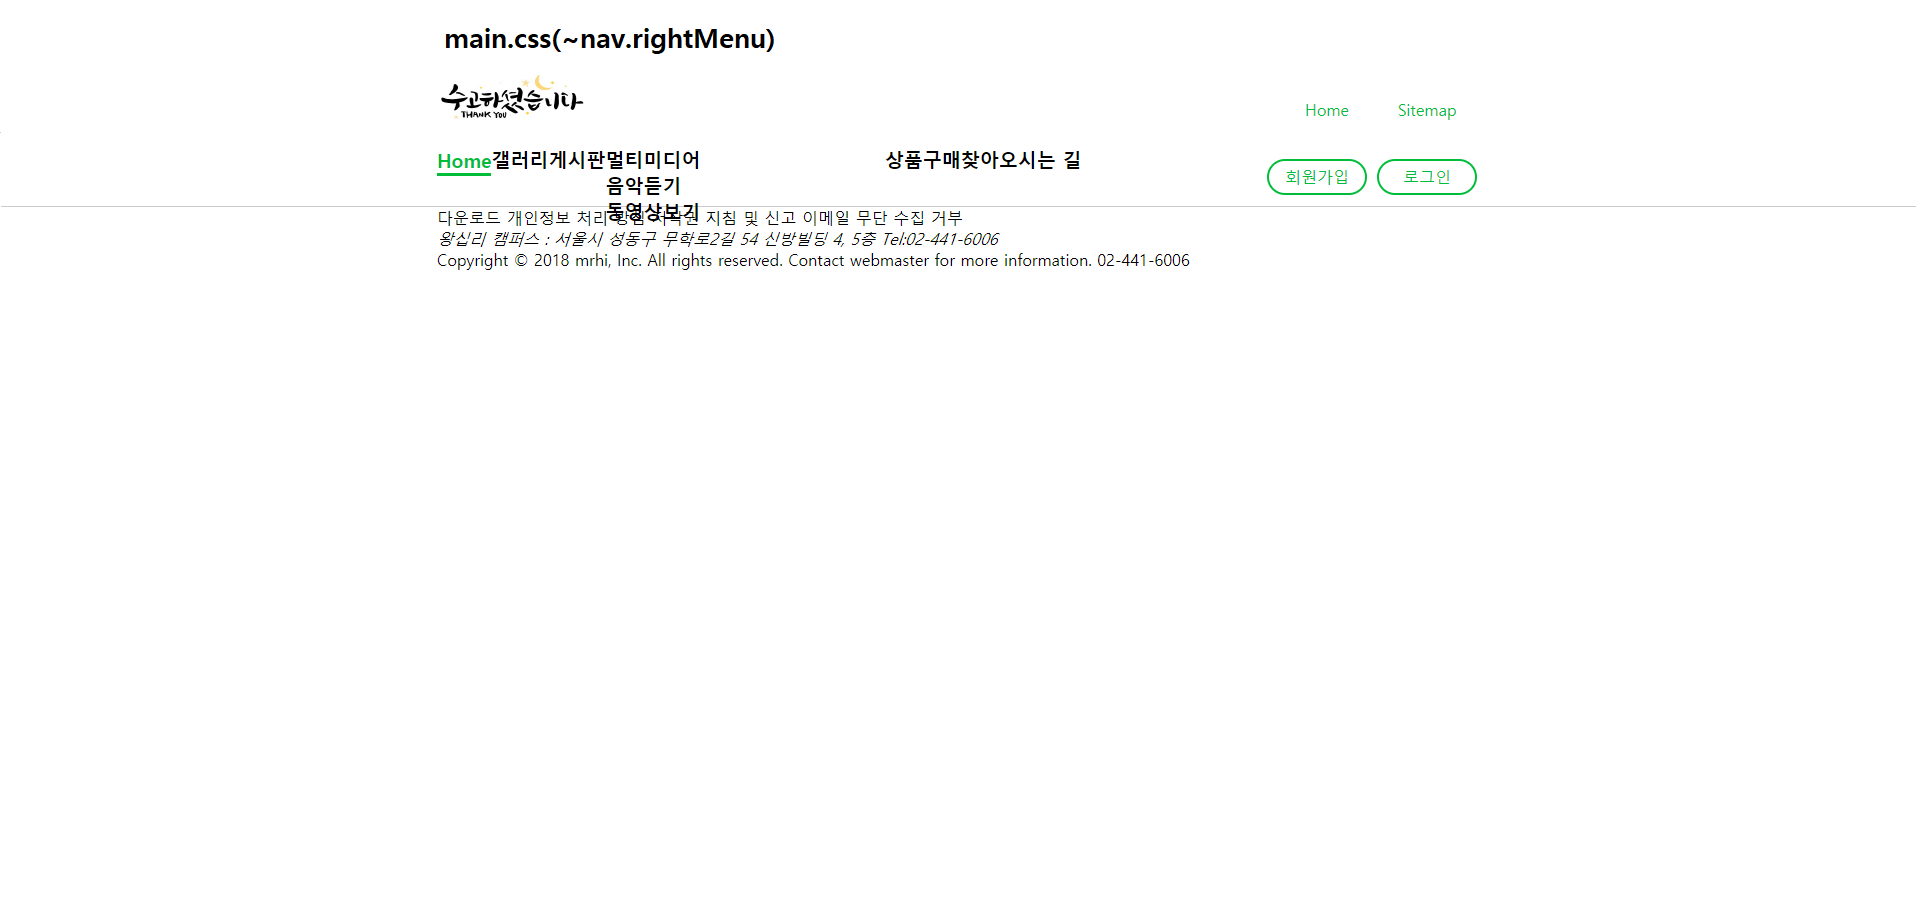 main.css(~nav.rightMenu)
수고하셨습니다
THANK YOU
Home Sitemap
Home갤러리게시판멀티미디어 상품구매찾아오시는 길
음악듣기
동영상보기
회원가입 로그인
다운로드 개인정보 처리 방침 저작권 지침 및 신고 이메일 무단 수집 거부
왕십리 캠퍼스 : 서울시 성동구 무학로2길 54 신방빌딩 4, 5층 Tel:02-441-6006
Copyright © 2018 mrhi, Inc. All rights reserved. Contact webmaster for more information. 02-441-6006